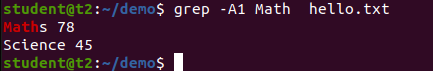 student@t2:~/demo$ grep -A1 Math  hello.txt
Maths 78
Science 45
student@t2:~/demo$